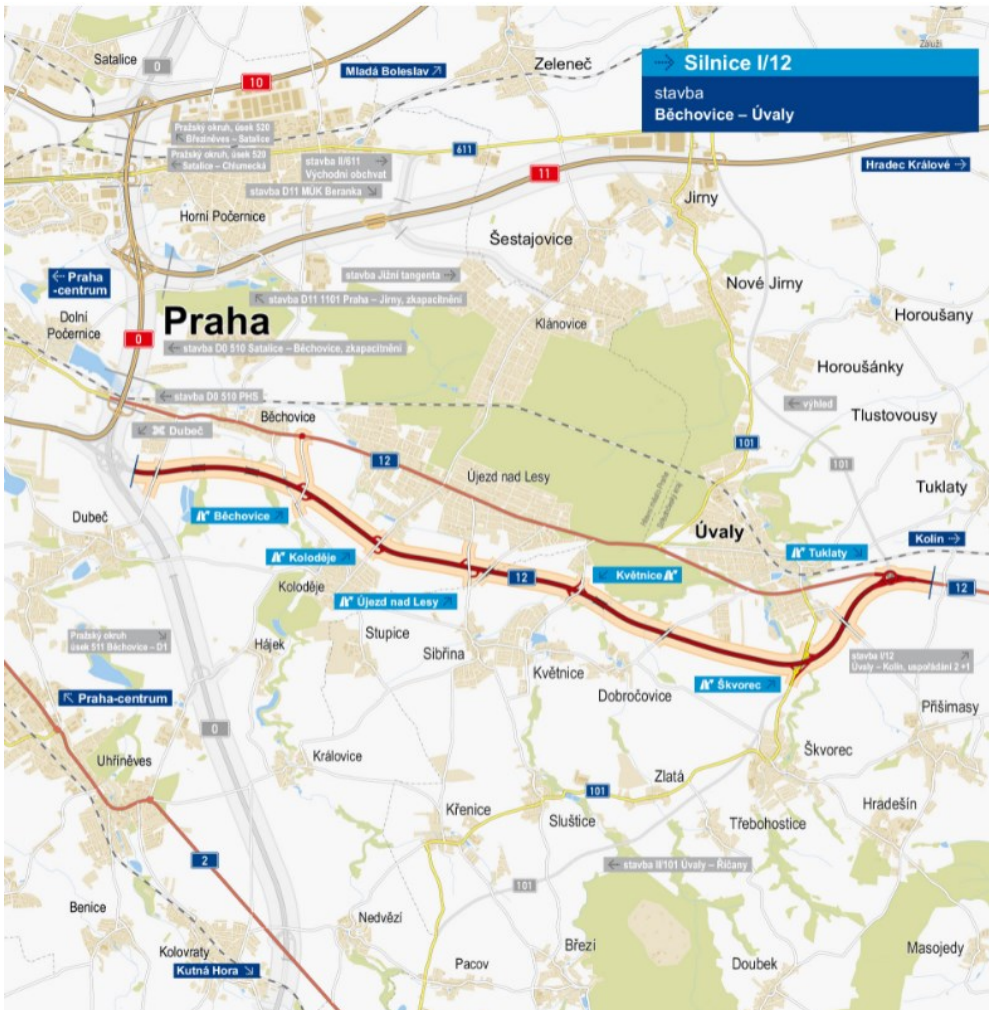 Satalice
0
10
Mladá Boleslav
Zeleneč
Záluží
Silnice I/12
stavba
Běchovice – Úvaly
Pražský okruh, úsek 520
Březiněves – Satalice
Pražský okruh, úsek 520
Satalice – Chlumecká
stavba II/611
Východní obchvat
stavba D11 MÚK Beranka
611
11
Hradec Králové
Jirny
Horní Počernice
Šestajovice
Praha
-centrum
stavba Jižní tangenta
stavba D11 1101 Praha – Jirny, zkapacitnění
Nové Jirny
Dolní
Počernice
Praha
Klánovice
Horoušany
0
stavba D0 510 Satalice – Běchovice, zkapacitnění
Horoušánky
stavba D0 510 PHS
Běchovice
výhled
Tlustovousy
Dubeč
12
101
101
Újezd nad Lesy
Hlavní město Praha
Středočeský kraj
Tuklaty
Dubeč
Běchovice
Úvaly
Kolín
Koloděje
Tuklaty
Koloděje
12
Květnice
12
Újezd nad Lesy
Pražský okruh
úsek 511 Běchovice – D1
Hájek
Stupice
Sibřina
stavba I/12
Úvaly – Kolín, uspořádání 2+1
Květnice
Praha-centrum
Dobročovice
Škvorec
Přišimasy
0
Uhříněves
Královice
Škvorec
Zlatá
101
Křenice
Sluštice
Třebohostice
Hradešín
2
stavba II/101 Úvaly – Říčany
101
Benice
Nedvězí
Kolovraty
Březí
Masojedy
Kutná Hora
Pacov
Doubek